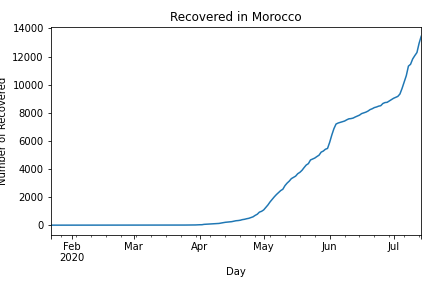 Recovered in Morocco
14000
12000
10000
8000
6000
4000
2000
0
Number of Recovered
Feb
2020
Mar
Apr
May
Jun
Jul
Day